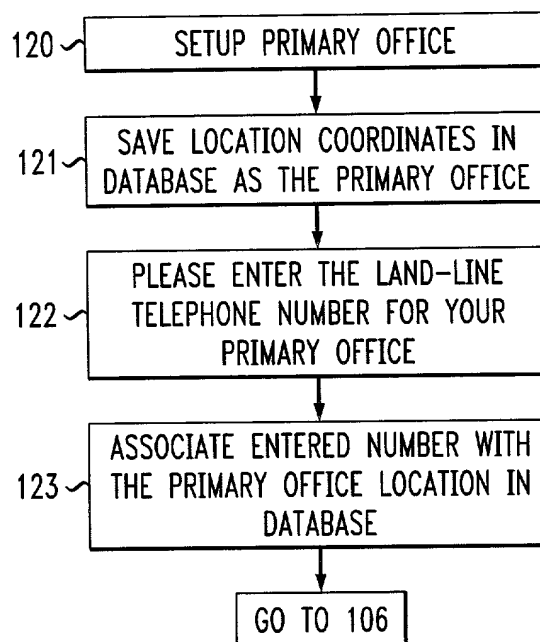 120
SETUP PRIMARY OFFICE
121
SAVE LOCATION COORDINATES IN
DATABASE AS THE PRIMARY OFFICE
122
PLEASE ENTER THE LAND-LINE
TELEPHONE NUMBER FOR YOUR
PRIMARY OFFICE
123
ASSOCIATE ENTERED NUMBER WITH
THE PRIMARY OFFICE LOCATION IN
DATABASE
GO TO 106